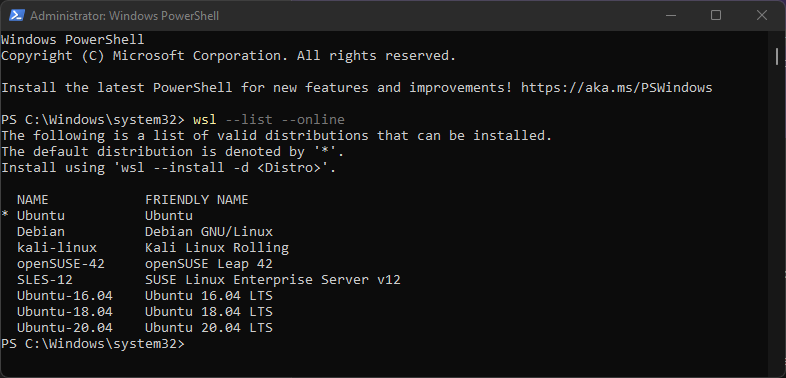 Administrator: Windows PowerShell
Windows PowerShell
Copyright (C) Microsoft Corporation. All rights reserved.
Install the latest PowerShell for new features and improvements! https://aka.ms/PSWindows
PS C:\Windows\system32> wsl --list --online
The following is a list of valid distributions that can be installed.
The default distribution is denoted by '*'.
Install using 'wsl --install -d <Distro>'.
  NAME            FRIENDLY NAME
* Ubuntu          Ubuntu
  Debian          Debian GNU/Linux
  kali-linux      Kali Linux Rolling
  openSUSE-42     openSUSE Leap 42
  SLES-12         SUSE Linux Enterprise Server v12
  Ubuntu-16.04    Ubuntu 16.04 LTS
  Ubuntu-18.04    Ubuntu 18.04 LTS
  Ubuntu-20.04    Ubuntu 20.04 LTS
PS C:\Windows\system32>